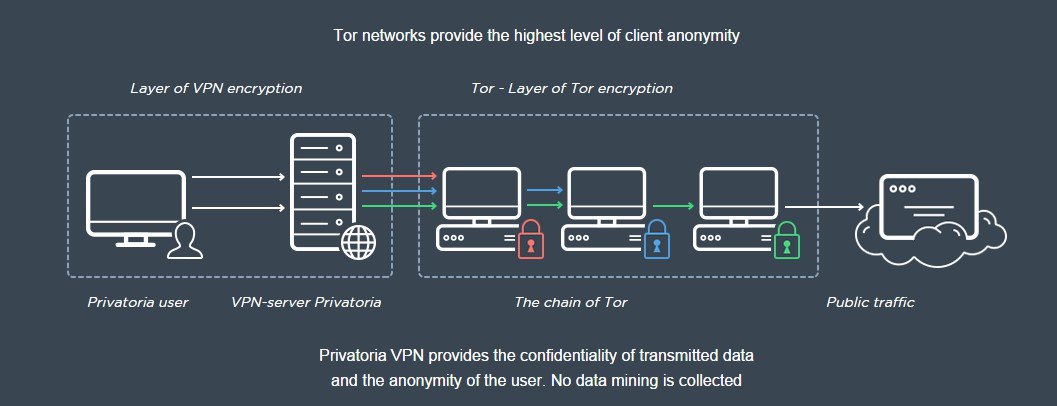 Tor networks provide the highest level of client anonymity
Layer of VPN encryption
Tor - Layer of Tor encryption
Privatoria user
VPN-server Privatoria
The chain of Tor
Public traffic
Privatoria VPN provides the confidentiality of transmitted data
and the anonymity of the user. No data mining is collected